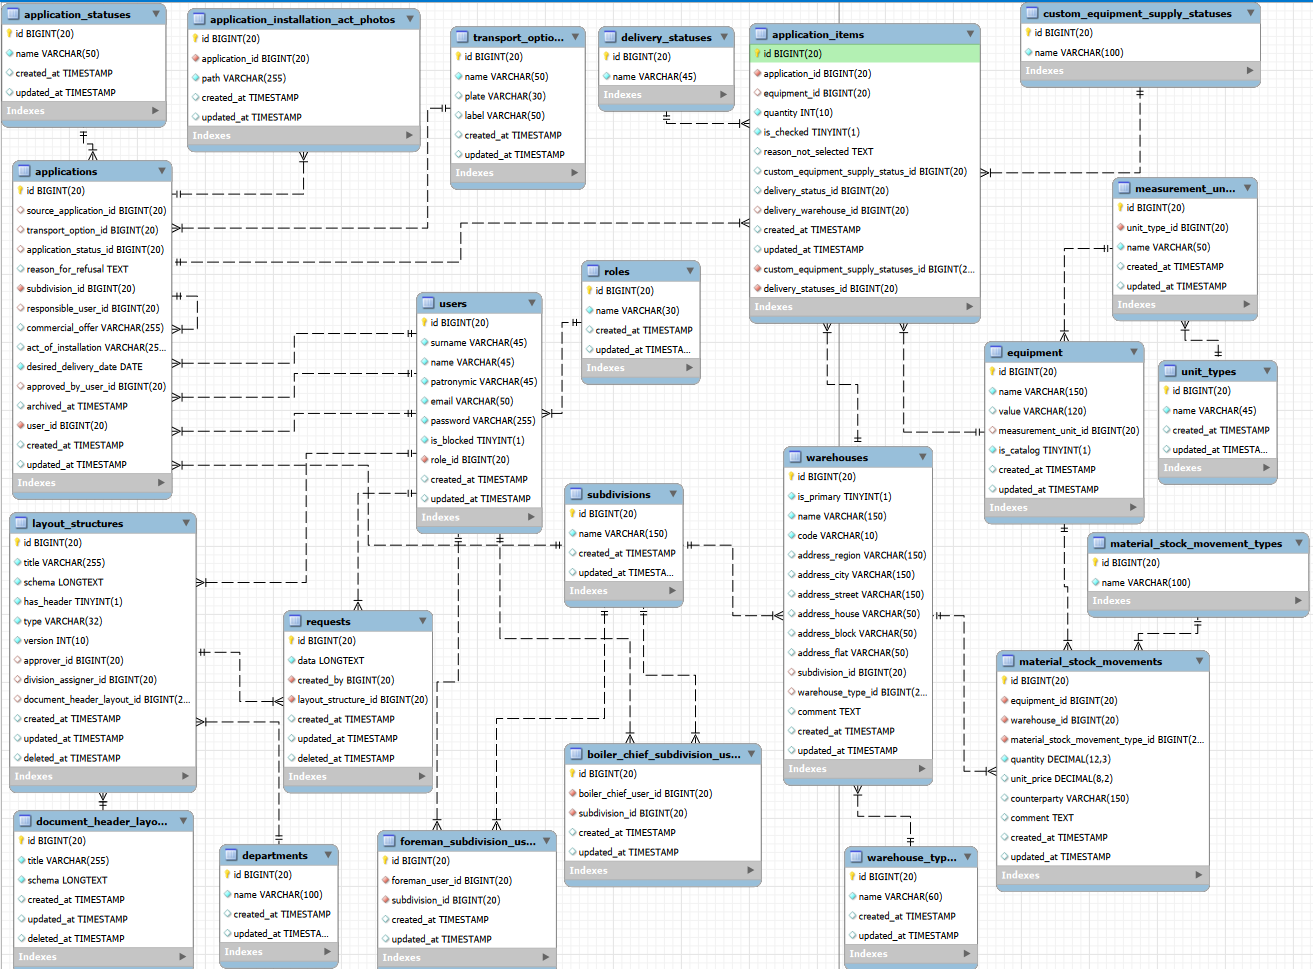 application_statuses
id BIGINT(20)
name VARCHAR(50)
created_at TIMESTAMP
updated_at TIMESTAMP
Indexes
application_installation_act_photos
id BIGINT(20)
application_id BIGINT(20)
path VARCHAR(255)
created_at TIMESTAMP
updated_at TIMESTAMP
Indexes
transport_optio...
id BIGINT(20)
name VARCHAR(50)
plate VARCHAR(30)
label VARCHAR(50)
created_at TIMESTAMP
updated_at TIMESTAMP
Indexes
delivery_statuses
id BIGINT(20)
name VARCHAR(45)
Indexes
application_items
id BIGINT(20)
application_id BIGINT(20)
equipment_id BIGINT(20)
quantity INT(10)
is_checked TINYINT(1)
reason_not_selected TEXT
custom_equipment_supply_status_id BIGINT(20)
delivery_status_id BIGINT(20)
delivery_warehouse_id BIGINT(20)
created_at TIMESTAMP
updated_at TIMESTAMP
custom_equipment_supply_statuses_id BIGINT(2...
delivery_statuses_id BIGINT(20)
Indexes
custom_equipment_supply_statuses
id BIGINT(20)
name VARCHAR(100)
Indexes
applications
id BIGINT(20)
source_application_id BIGINT(20)
transport_option_id BIGINT(20)
application_status_id BIGINT(20)
reason_for_refusal TEXT
subdivision_id BIGINT(20)
responsible_user_id BIGINT(20)
commercial_offer VARCHAR(255)
act_of_installation VARCHAR(25...
desired_delivery_date DATE
approved_by_user_id BIGINT(20)
archived_at TIMESTAMP
user_id BIGINT(20)
created_at TIMESTAMP
updated_at TIMESTAMP
Indexes
users
id BIGINT(20)
surname VARCHAR(45)
name VARCHAR(45)
patronymic VARCHAR(45)
email VARCHAR(50)
password VARCHAR(255)
is_blocked TINYINT(1)
role_id BIGINT(20)
created_at TIMESTAMP
updated_at TIMESTAMP
Indexes
roles
id BIGINT(20)
name VARCHAR(30)
created_at TIMESTAMP
updated_at TIMESTA...
Indexes
measurement_un...
id BIGINT(20)
unit_type_id BIGINT(20)
name VARCHAR(50)
created_at TIMESTAMP
updated_at TIMESTAMP
Indexes
equipment
id BIGINT(20)
name VARCHAR(150)
value VARCHAR(120)
measurement_unit_id BIGINT(20)
is_catalog TINYINT(1)
created_at TIMESTAMP
updated_at TIMESTAMP
Indexes
unit_types
id BIGINT(20)
name VARCHAR(45)
created_at TIMESTAMP
updated_at TIMESTA...
Indexes
layout_structures
id BIGINT(20)
title VARCHAR(255)
schema LONGTEXT
has_header TINYINT(1)
type VARCHAR(32)
version INT(10)
approver_id BIGINT(20)
division_assigner_id BIGINT(20)
document_header_layout_id BIGINT(2...
created_at TIMESTAMP
updated_at TIMESTAMP
deleted_at TIMESTAMP
Indexes
requests
id BIGINT(20)
data LONGTEXT
created_by BIGINT(20)
layout_structure_id BIGINT(20)
created_at TIMESTAMP
updated_at TIMESTAMP
deleted_at TIMESTAMP
Indexes
subdivisions
id BIGINT(20)
name VARCHAR(150)
created_at TIMESTAMP
updated_at TIMESTA...
Indexes
warehouses
id BIGINT(20)
is_primary TINYINT(1)
name VARCHAR(150)
code VARCHAR(10)
address_region VARCHAR(150)
address_city VARCHAR(150)
address_street VARCHAR(150)
address_house VARCHAR(50)
address_block VARCHAR(50)
address_flat VARCHAR(50)
subdivision_id BIGINT(20)
warehouse_type_id BIGINT(2...
comment TEXT
created_at TIMESTAMP
updated_at TIMESTAMP
Indexes
material_stock_movement_types
id BIGINT(20)
name VARCHAR(100)
Indexes
material_stock_movements
id BIGINT(20)
equipment_id BIGINT(20)
warehouse_id BIGINT(20)
material_stock_movement_type_id BIGINT(2...
quantity DECIMAL(12,3)
unit_price DECIMAL(8,2)
counterparty VARCHAR(150)
comment TEXT
created_at TIMESTAMP
updated_at TIMESTAMP
Indexes
boiler_chief_subdivision_us...
id BIGINT(20)
boiler_chief_user_id BIGINT(20)
subdivision_id BIGINT(20)
created_at TIMESTAMP
updated_at TIMESTAMP
Indexes
document_header_layo...
id BIGINT(20)
title VARCHAR(255)
schema LONGTEXT
created_at TIMESTAMP
updated_at TIMESTAMP
deleted_at TIMESTAMP
Indexes
departments
id BIGINT(20)
name VARCHAR(100)
created_at TIMESTAMP
updated_at TIMESTA...
Indexes
foreman_subdivision_us...
id BIGINT(20)
foreman_user_id BIGINT(20)
subdivision_id BIGINT(20)
created_at TIMESTAMP
updated_at TIMESTAMP
Indexes
warehouse_typ...
id BIGINT(20)
name VARCHAR(60)
created_at TIMESTAMP
updated_at TIMESTAMP
Indexes